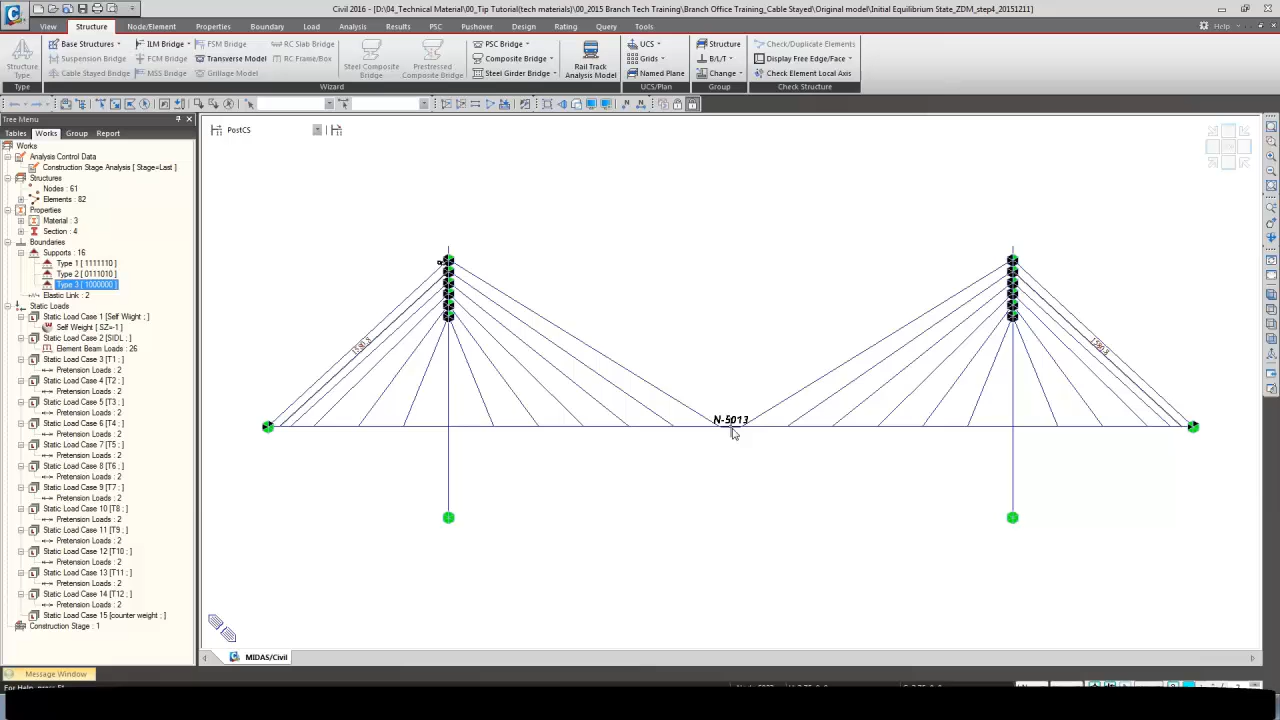 Civil 2016 - [D:\04_Technical Material\00_Tip Tutorial(tech materials)\00_2015 Branch Tech Training\Branch Office Training_Cable Stayed\Original model\Initial Equilibrium State_ZDM_step4_20151211]
View Structure Node/Element Properties Boundary Load Analysis Results PSC Pushover Design Rating Query Tools Help
Structure Type
Base Structures
Suspension Bridge
Cable Stayed Bridge
ILM Bridge
FCM Bridge
MSS Bridge
FSM Bridge
Transverse Model
Grillage Model
RC Slab Bridge
RC Frame/Box
Steel Composite Bridge
Prestressed Composite Bridge
PSC Bridge
Composite Bridge
Steel Girder Bridge
Rail Track Analysis Model
UCS
Grids
Named Plane
Structure
B/L/T
Change
Check/Duplicate Elements
Display Free Edge/Face
Check Element Local Axis
Type Wizard UCS/Plan Group Check Structure
Tree Menu
Tables Works Group Report
Works
Analysis Control Data
Construction Stage Analysis [ Stage=Last ]
Structures
Nodes : 61
Elements : 82
Properties
Material : 3
Section : 4
Boundaries
Supports : 16
Type 1 [ 1111110 ]
Type 2 [ 0111010 ]
Type 3 [ 1000000 ]
Elastic Link : 2
Static Loads
Static Load Case 1 [Self Wight ; ]
Self Weight [ SZ=-1 ]
Static Load Case 2 [SIDL ; ]
Element Beam Loads : 26
Static Load Case 3 [T1 ; ]
Pretension Loads : 2
Static Load Case 4 [T2 ; ]
Pretension Loads : 2
Static Load Case 5 [T3 ; ]
Pretension Loads : 2
Static Load Case 6 [T4 ; ]
Pretension Loads : 2
Static Load Case 7 [T5 ; ]
Pretension Loads : 2
Static Load Case 8 [T6 ; ]
Pretension Loads : 2
Static Load Case 9 [T7 ; ]
Pretension Loads : 2
Static Load Case 10 [T8 ; ]
Pretension Loads : 2
Static Load Case 11 [T9 ; ]
Pretension Loads : 2
Static Load Case 12 [T10 ; ]
Pretension Loads : 2
Static Load Case 13 [T11 ; ]
Pretension Loads : 2
Static Load Case 14 [T12 ; ]
Pretension Loads : 2
Static Load Case 15 [counter weight ; ]
Construction Stage : 1
PostCS
N-5013
MIDAS/Civil
Message Window